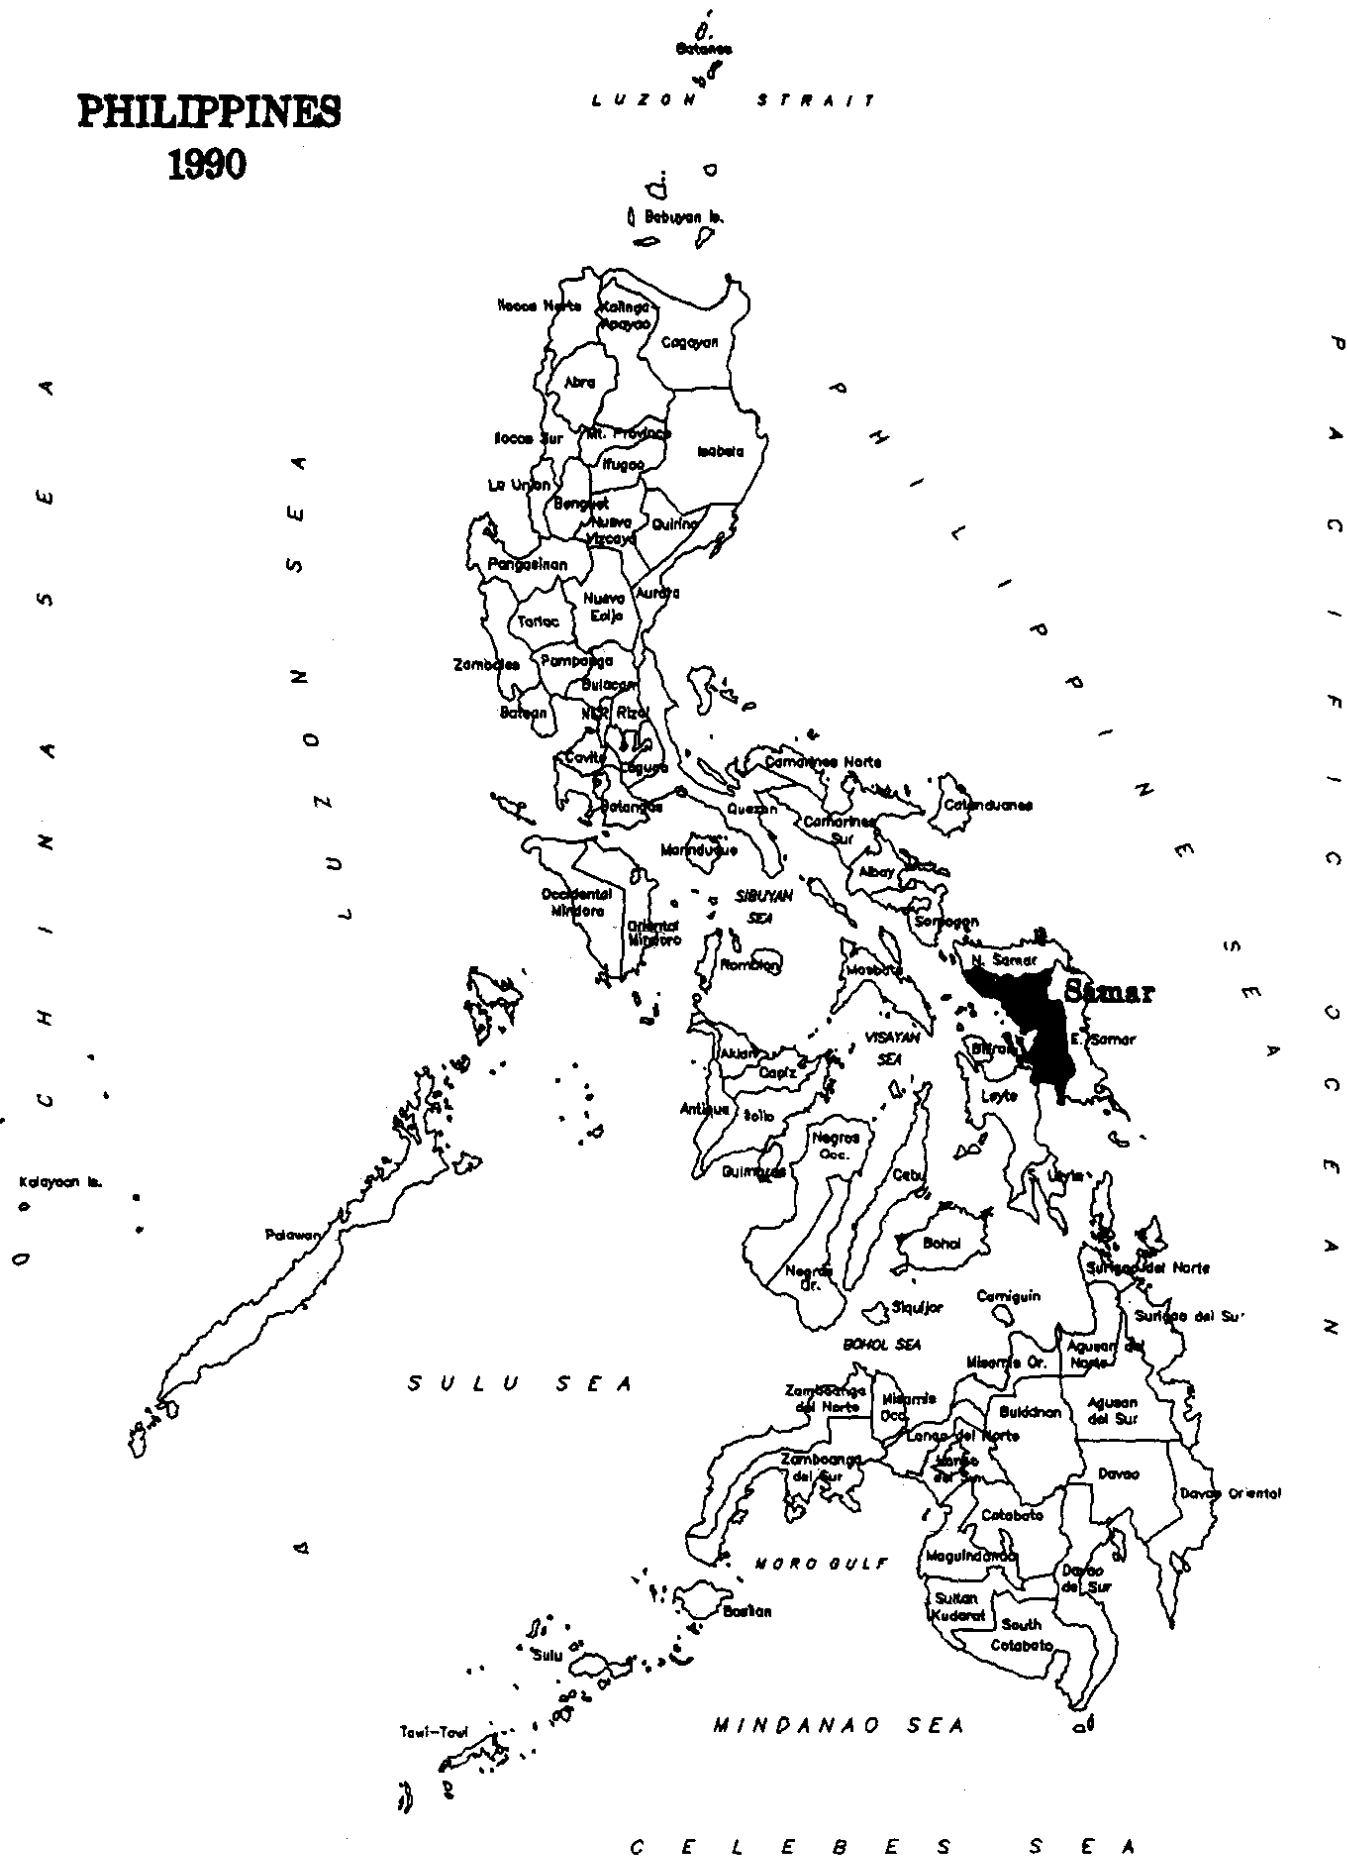 Batanes
LUZON STRAIT
PHILIPPINES
1990
Babuyan Is.
Ilocos Norte
Kalinga-
Apayao
Cagayan
Abra
Ilocos Sur
Mt. Province
Isabela
Ifugao
La Union
Benguet
Nueva
Vizcaya
Quirino
Pangasinan
Nueva
Ecija
Aurora
Tarlac
Zambales
Pampanga
Bulacan
Bataan
NCR
Rizal
Cavite
Laguna
Batangas
Camarines Norte
Quezon
Catanduanes
Camarines
Sur
Marinduque
Albay
Occidental
Mindoro
Oriental
Mindoro
SIBUYAN
SEA
Sorsogon
Romblon
Masbate
N. Samar
Samar
E. Samar
VISAYAN
SEA
Biliran
Aklan
Capiz
Antique
Iloilo
Leyte
Guimaras
Negros
Occ.
Cebu
S. Leyte
Kalayaan Is.
Palawan
Bohol
Negros
Or.
Siquijor
Camiguin
Surigao del Norte
Surigao del Sur
BOHOL SEA
Misamis Or.
Agusan del
Norte
SULU SEA
Zamboanga
del Norte
Misamis
Occ.
Bukidnon
Agusan
del Sur
Lanao del Norte
Lanao
del Sur
Zamboanga
del Sur
Davao
Davao Oriental
Cotabato
MORO GULF
Maguindanao
Davao
del Sur
Sultan
Kudarat
South
Cotabato
Basilan
Sulu
Tawi-Tawi
MINDANAO SEA
CELEBES SEA
CHINA SEA
LUZON SEA
PHILIPPINE SEA
PACIFIC OCEAN